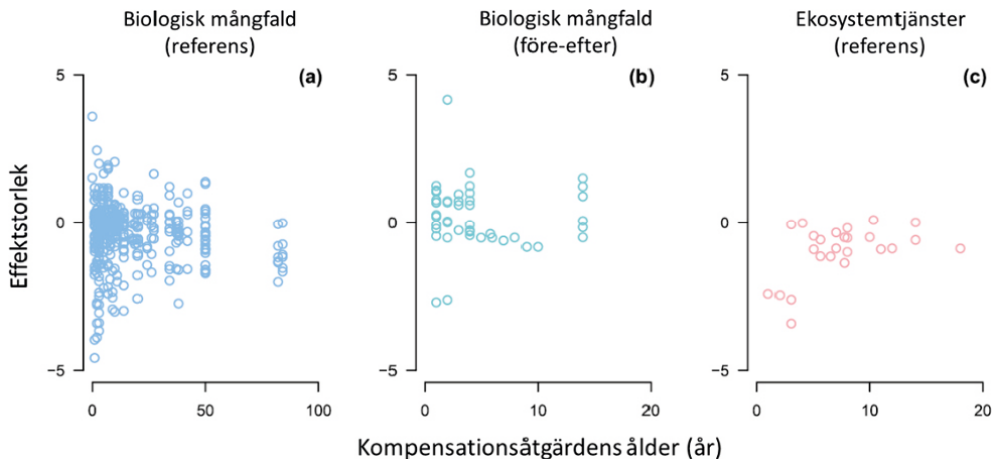 Biologisk mångfald
(referens)
Biologisk mångfald
(före-efter)
Ekosystemtjänster
(referens)
Effektstorlek
5
0
−5
(a)
0
50
100
5
0
−5
(b)
0
10
20
5
0
−5
(c)
0
10
20
Kompensationsåtgärdens ålder (år)